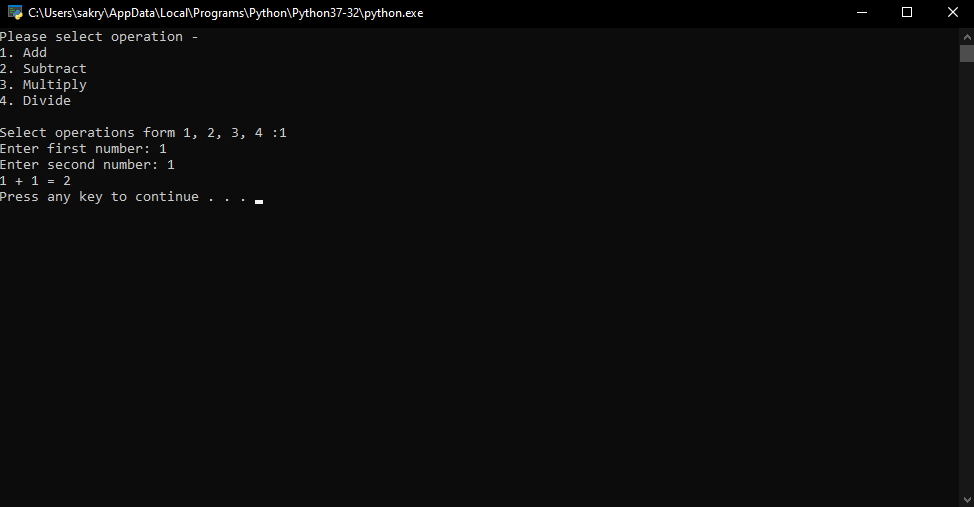 C:\Users\sakry\AppData\Local\Programs\Python\Python37-32\python.exe
Please select operation -
1. Add
2. Subtract
3. Multiply
4. Divide
Select operations form 1, 2, 3, 4 :1
Enter first number: 1
Enter second number: 1
1 + 1 = 2
Press any key to continue . . .